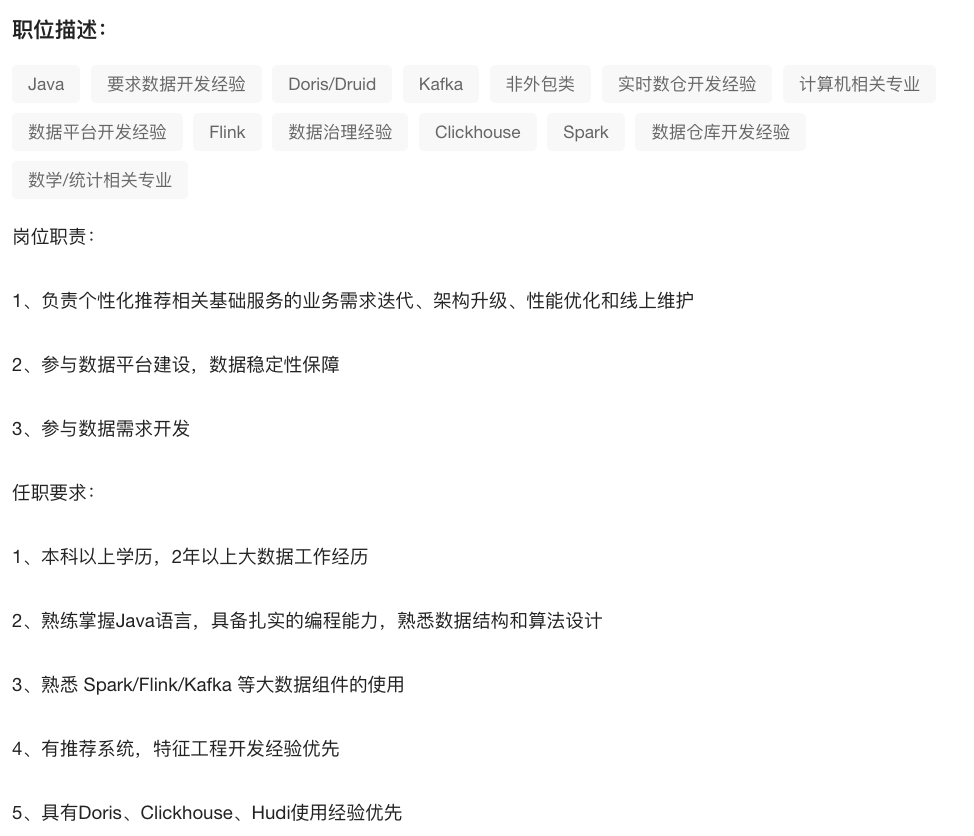 职位描述：
Java 要求数据开发经验 Doris/Druid Kafka 非外包类 实时数仓开发经验 计算机相关专业
数据平台开发经验 Flink 数据治理经验 Clickhouse Spark 数据仓库开发经验
数学/统计相关专业
岗位职责：
1、负责个性化推荐相关基础服务的业务需求迭代、架构升级、性能优化和线上维护
2、参与数据平台建设，数据稳定性保障
3、参与数据需求开发
任职要求：
1、本科以上学历，2年以上大数据工作经历
2、熟练掌握Java语言，具备扎实的编程能力，熟悉数据结构和算法设计
3、熟悉 Spark/Flink/Kafka 等大数据组件的使用
4、有推荐系统，特征工程开发经验优先
5、具有Doris、Clickhouse、Hudi使用经验优先